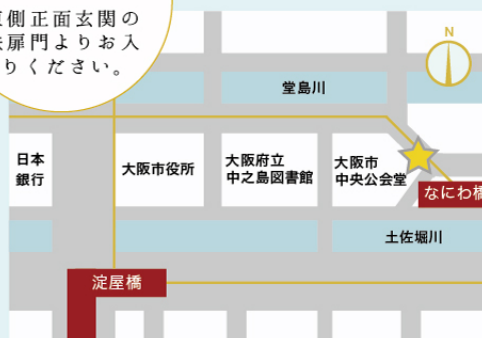 側正面玄関の
扉門よりお入
りください。
N
堂島川
日本
銀行
大阪市役所
大阪府立
中之島図書館
大阪市
中央公会堂
なにわ橋
土佐堀川
淀屋橋